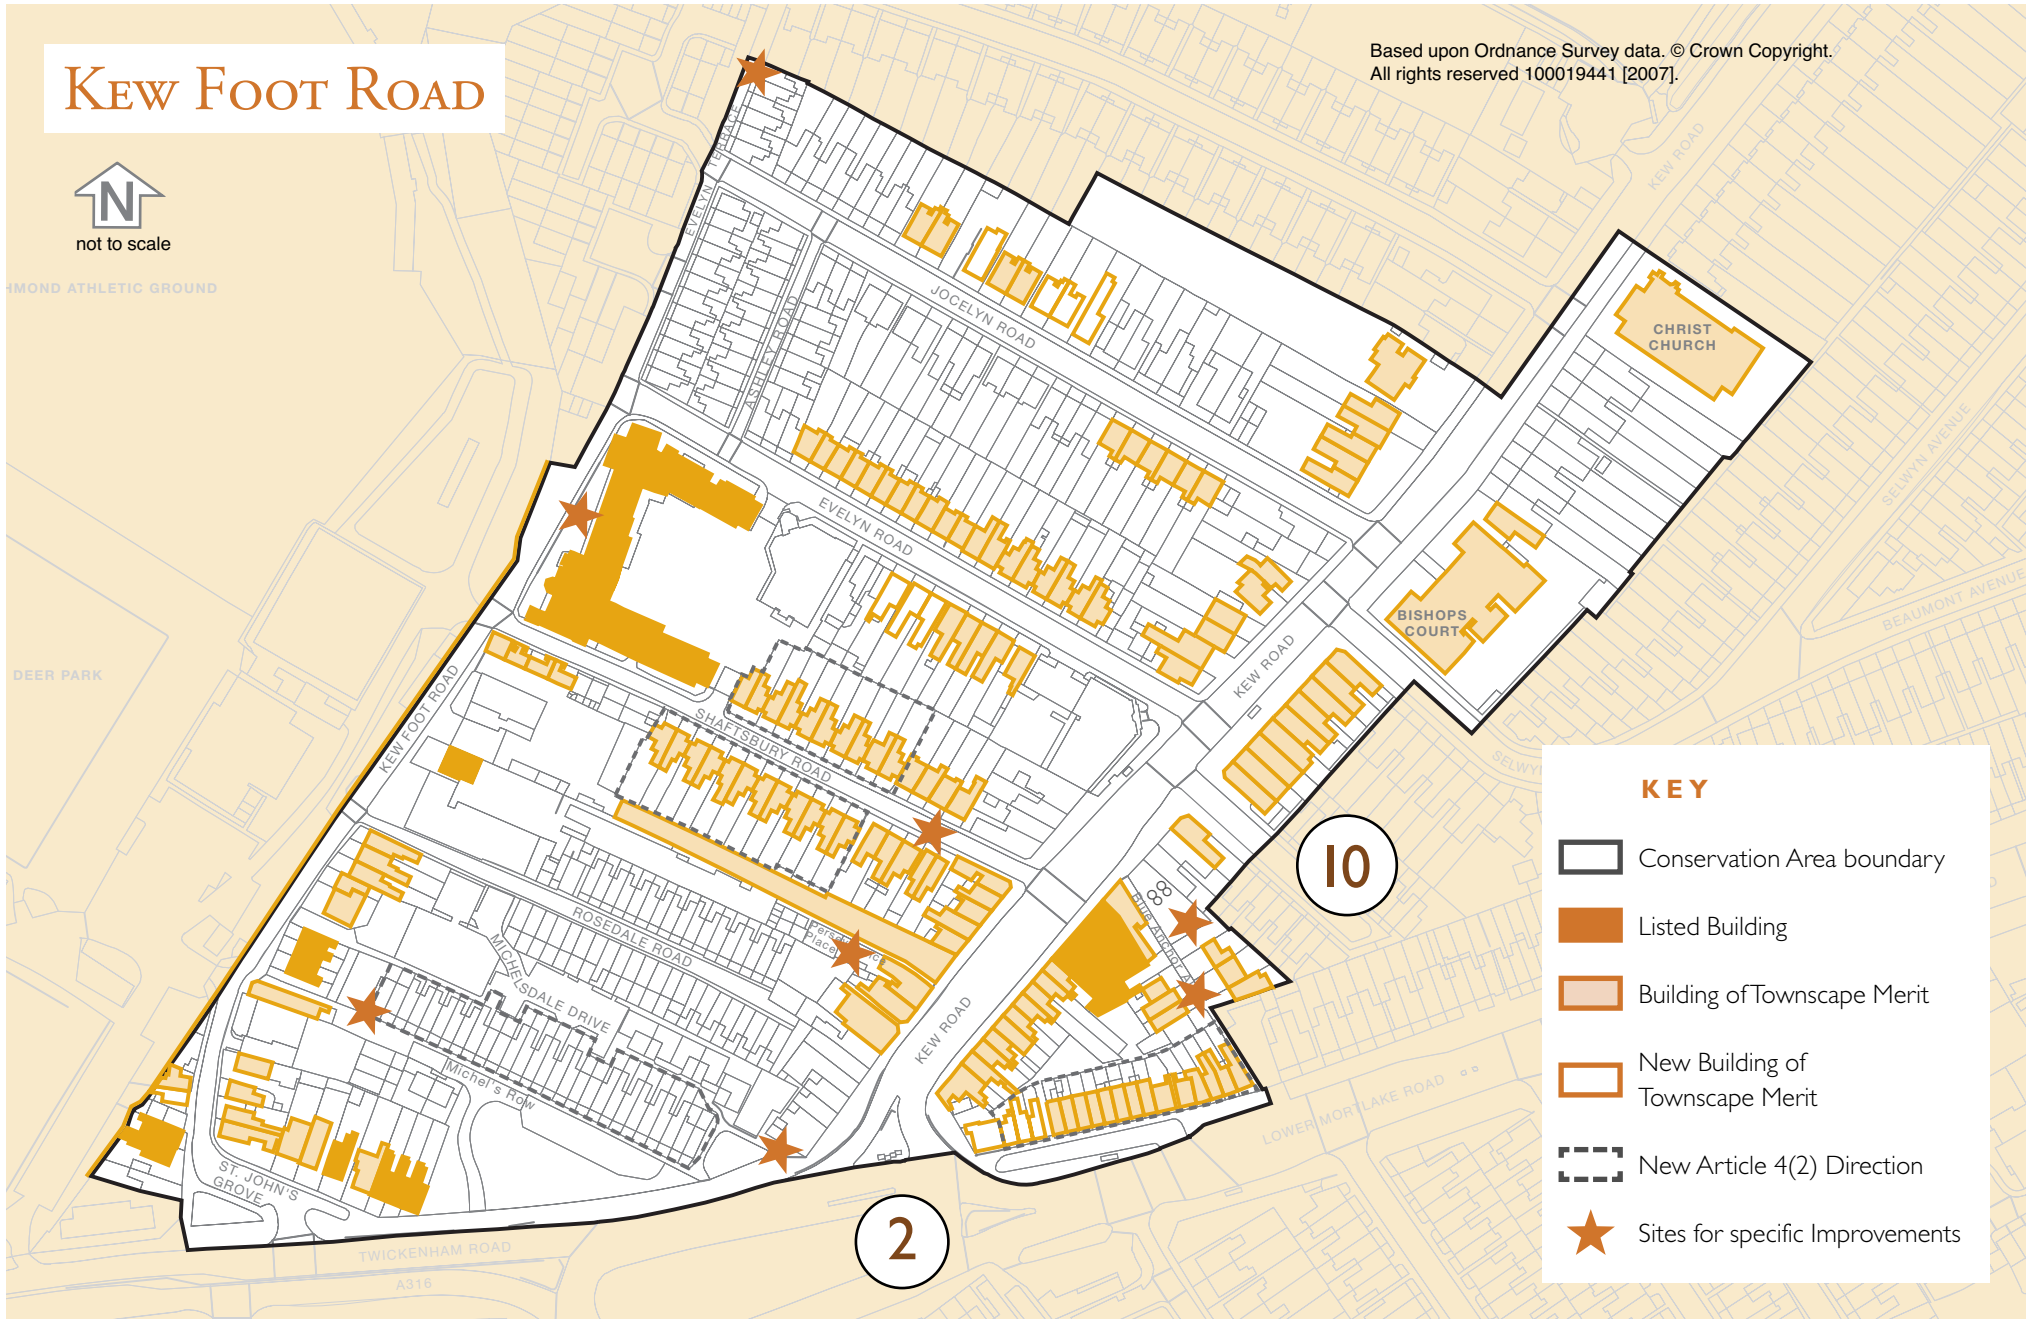 KEW FOOT ROAD
Based upon Ordnance Survey data. © Crown Copyright.
All rights reserved 100019441 [2007].
N
not to scale
HMOND ATHLETIC GROUND
DEER PARK
EVELYN TERRACE
ASHLEY ROAD
JOCELYN ROAD
KEW ROAD
CHRIST
CHURCH
SELWYN AVENUE
EVELYN ROAD
BISHOPS
COURT
BEAUMONT AVENUE
KEW ROAD
KEW FOOT ROAD
SHAFTSBURY ROAD
SELWY
ROSEDALE ROAD
MICHELSDALE DRIVE
Michel's Row
Place
KEW ROAD
Blue Anchor A
LOWER MORTLAKE ROAD
ST. JOHN'S
GROVE
TWICKENHAM ROAD
A316
10
2
KEY
Conservation Area boundary
Listed Building
Building of Townscape Merit
New Building of
Townscape Merit
New Article 4(2) Direction
Sites for specific Improvements